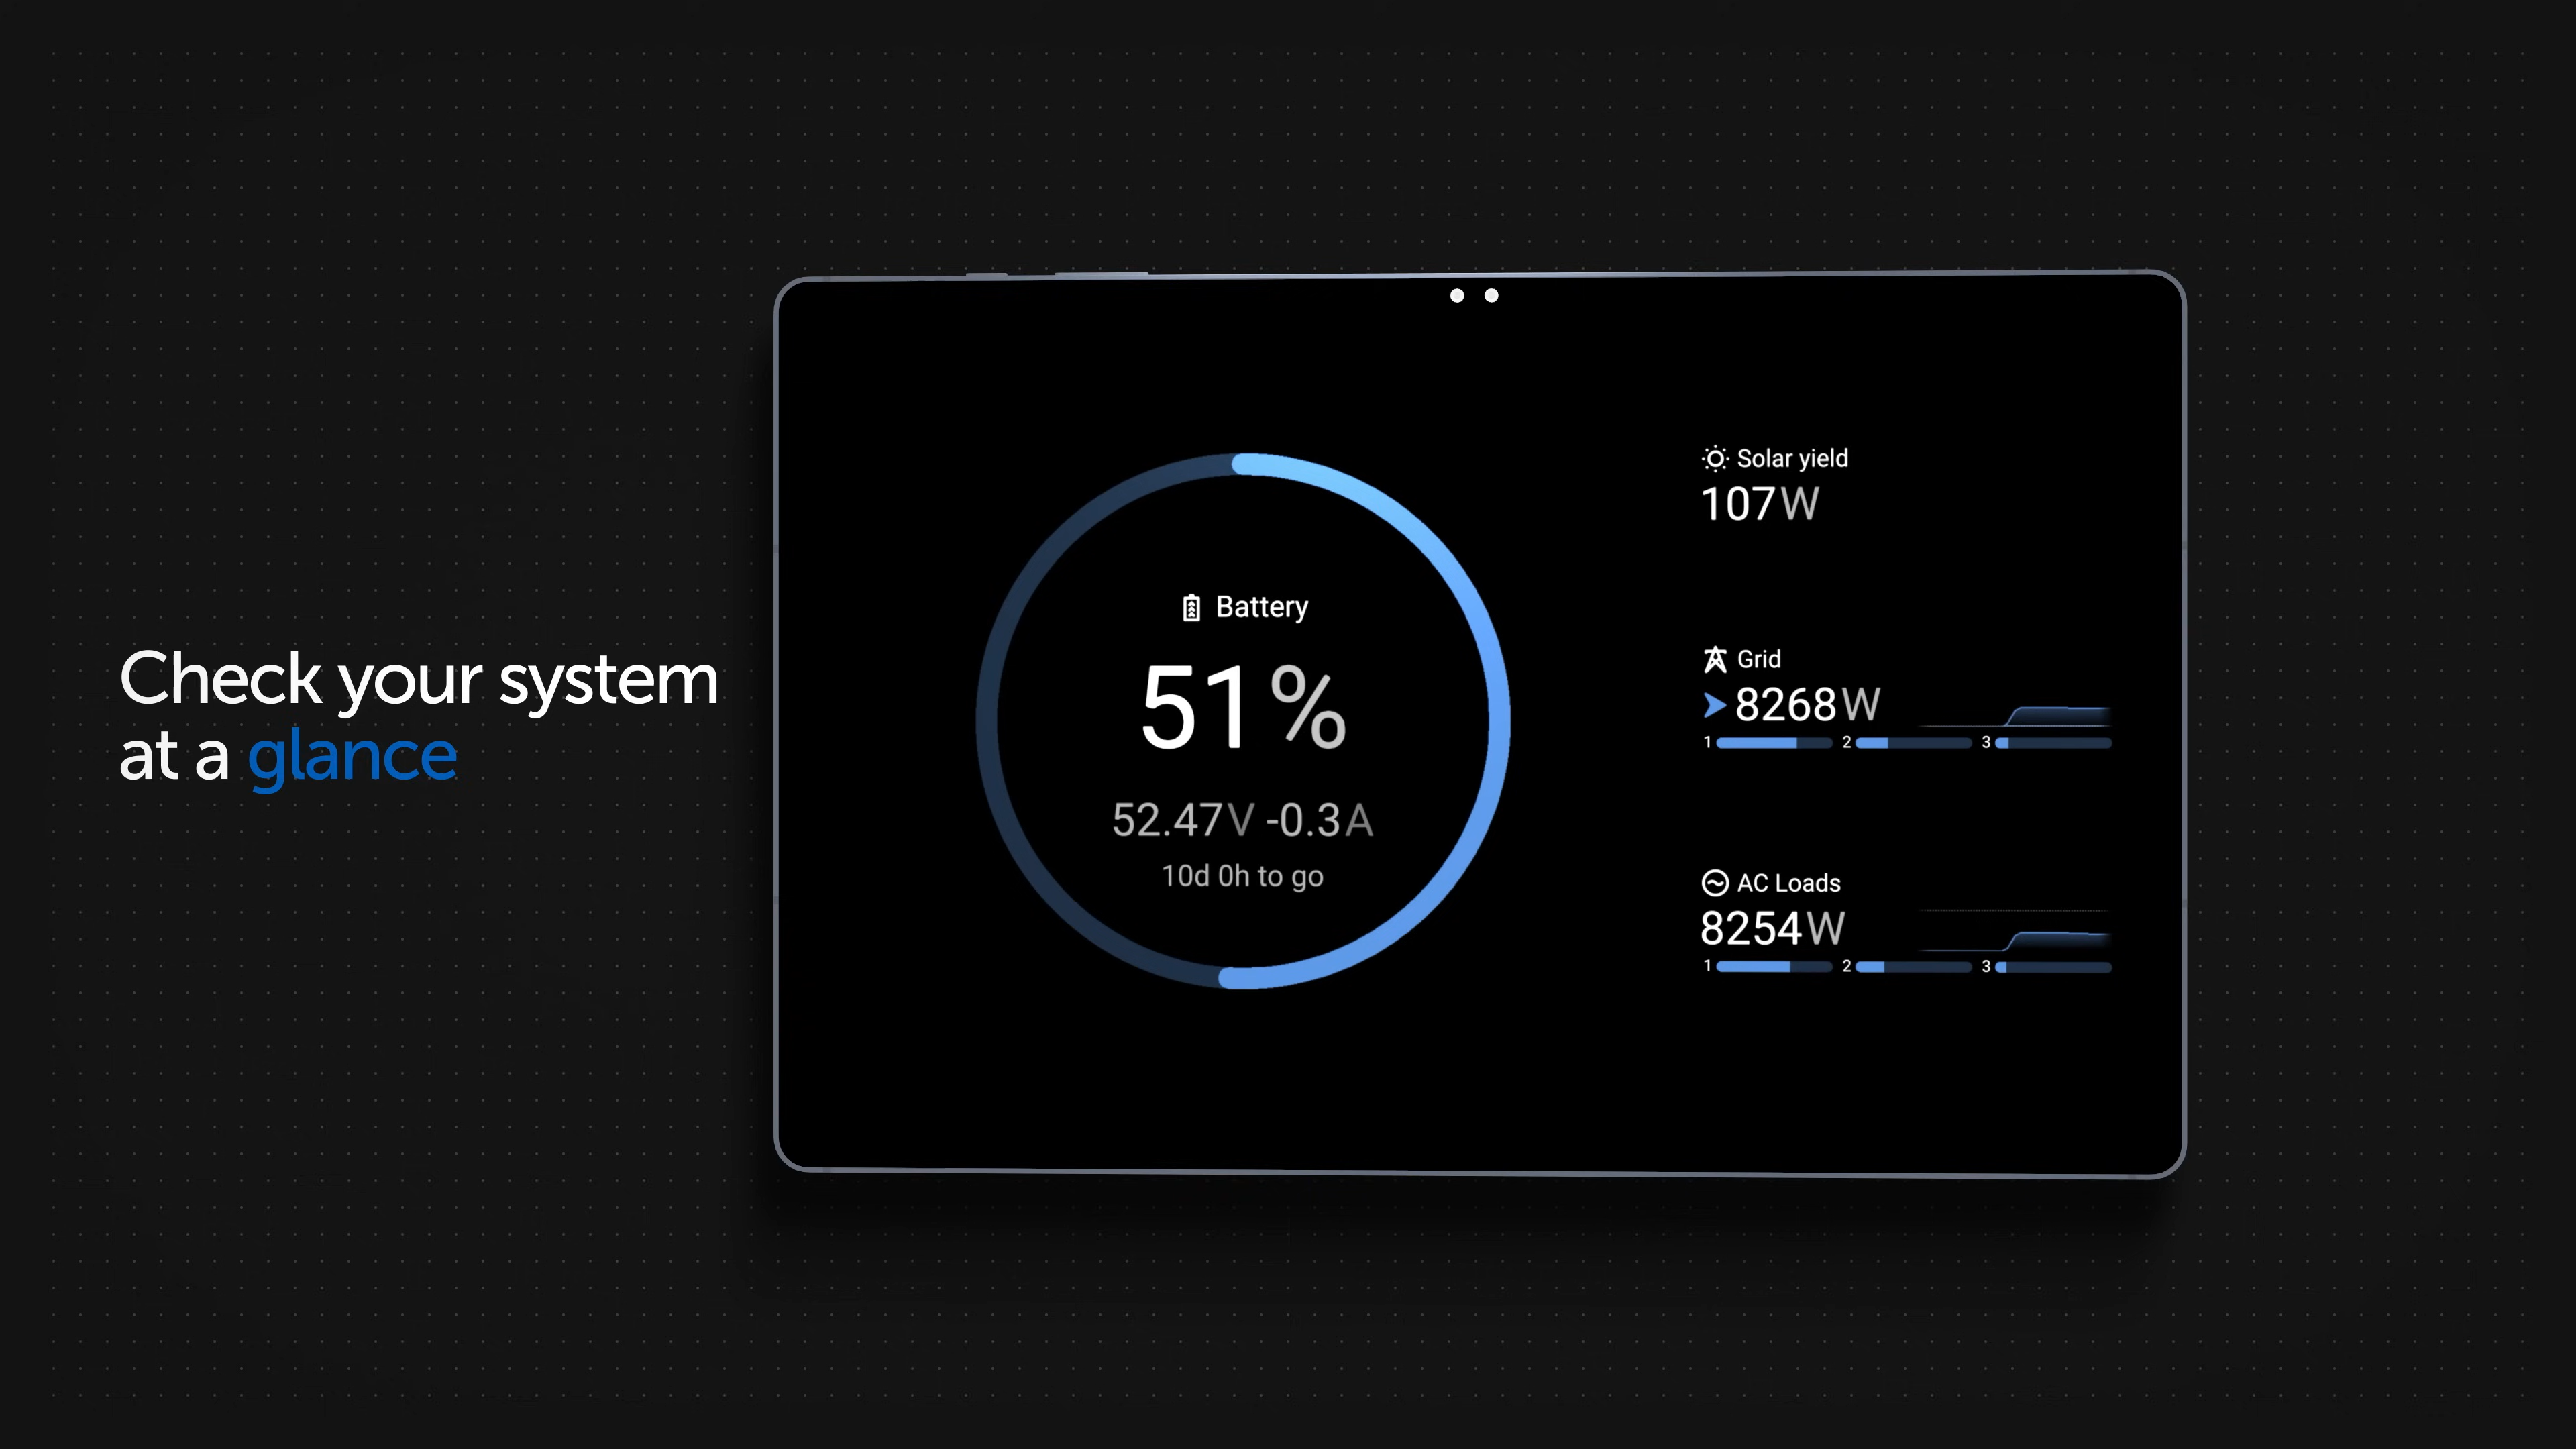 Check your system
at a glance
Battery
51%
52.47V -0.3A
10d 0h to go
Solar yield
107W
Grid
8268W
1 2 3
AC Loads
8254W
1 2 3